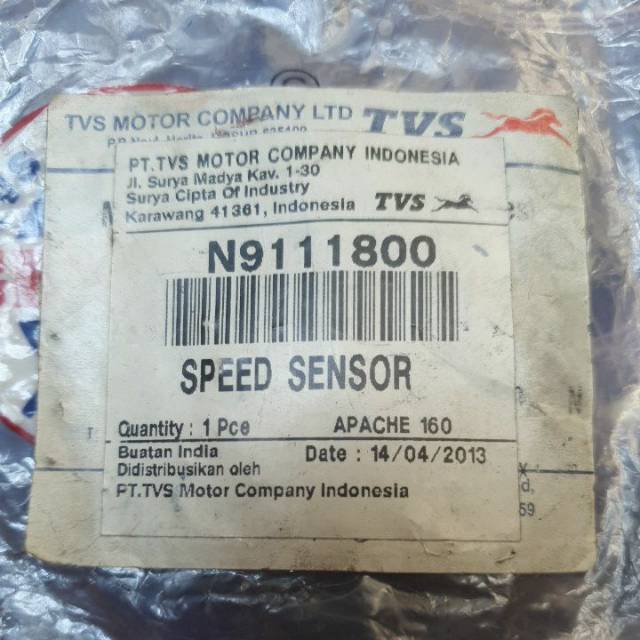 TVS MOTOR COMPANY LTD TVS
PT.TVS MOTOR COMPANY INDONESIA
Jl. Surya Madya Kav. 1-30
Surya Cipta Of Industry
Karawang 41361, Indonesia TVS
N9111800
SPEED SENSOR
Quantity : 1 Pce APACHE 160
Buatan India Date : 14/04/2013
Didistribusikan oleh
PT.TVS Motor Company Indonesia